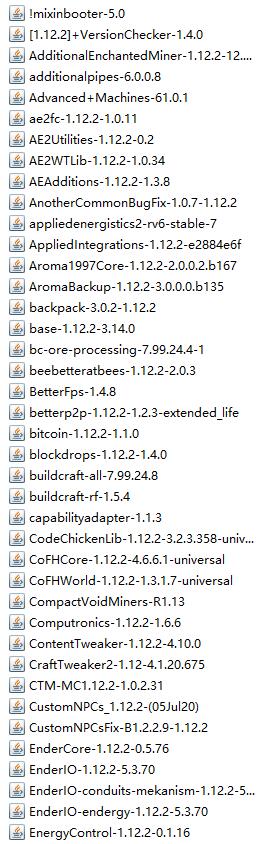 !mixinbooter-5.0
[1.12.2]+VersionChecker-1.4.0
AdditionalEnchantedMiner-1.12.2-12....
additionalpipes-6.0.0.8
Advanced+Machines-61.0.1
ae2fc-1.12.2-1.0.11
AE2Utilities-1.12.2-0.2
AE2WTLib-1.12.2-1.0.34
AEAdditions-1.12.2-1.3.8
AnotherCommonBugFix-1.0.7-1.12.2
appliedenergistics2-rv6-stable-7
AppliedIntegrations-1.12.2-e2884e6f
Aroma1997Core-1.12.2-2.0.0.2.b167
AromaBackup-1.12.2-3.0.0.0.b135
backpack-3.0.2-1.12.2
base-1.12.2-3.14.0
bc-ore-processing-7.99.24.4-1
beebetteratbees-1.12.2-2.0.3
BetterFps-1.4.8
betterp2p-1.12.2-1.2.3-extended_life
bitcoin-1.12.2-1.1.0
blockdrops-1.12.2-1.4.0
buildcraft-all-7.99.24.8
buildcraft-rf-1.5.4
capabilityadapter-1.1.3
CodeChickenLib-1.12.2-3.2.3.358-univ...
CoFHCore-1.12.2-4.6.6.1-universal
CoFHWorld-1.12.2-1.3.1.7-universal
CompactVoidMiners-R1.13
Computronics-1.12.2-1.6.6
ContentTweaker-1.12.2-4.10.0
CraftTweaker2-1.12-4.1.20.675
CTM-MC1.12.2-1.0.2.31
CustomNPCs_1.12.2-(05Jul20)
CustomNPCsFix-B1.2.2.9-1.12.2
EnderCore-1.12.2-0.5.76
EnderIO-1.12.2-5.3.70
EnderIO-conduits-mekanism-1.12.2-5...
EnderIO-endergy-1.12.2-5.3.70
EnergyControl-1.12.2-0.1.16